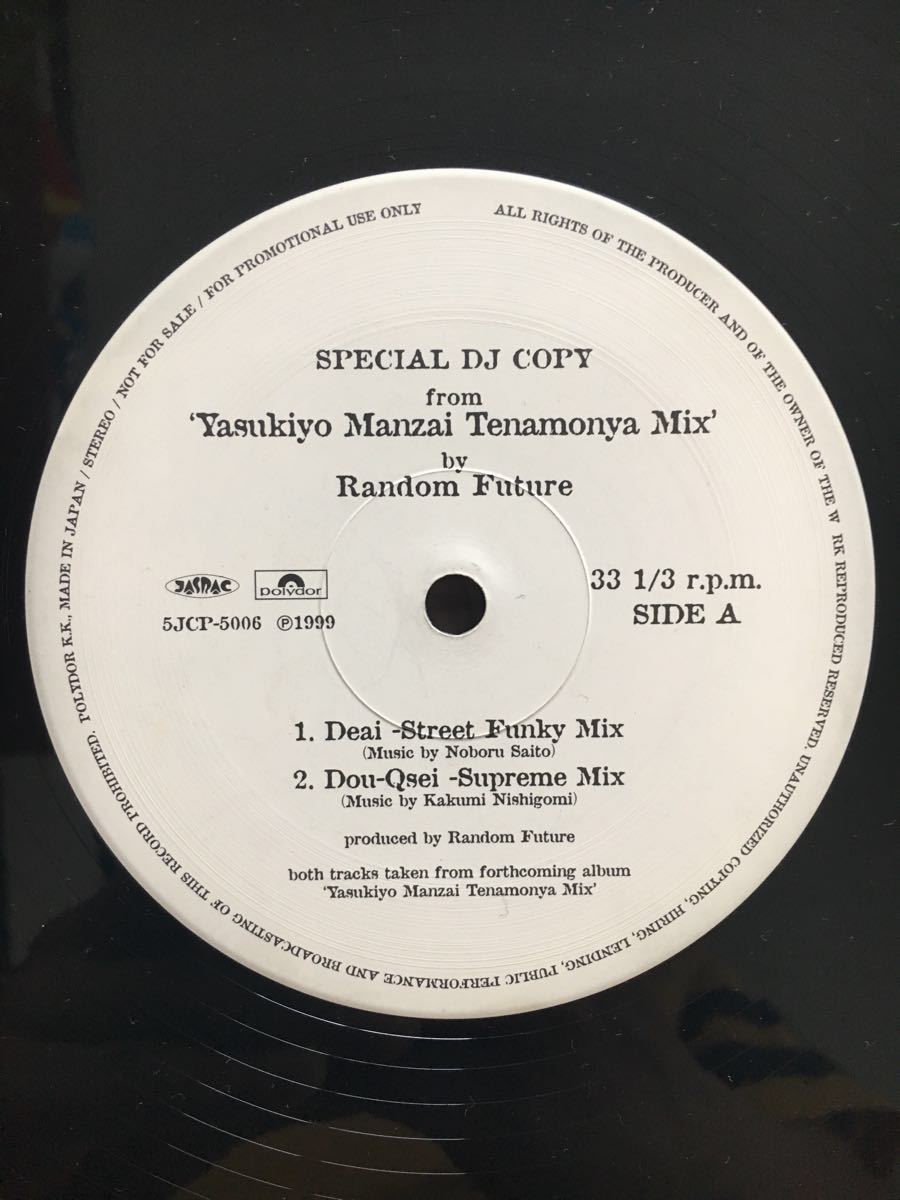 POLYDOR K.K., MADE IN JAPAN / STEREO / NOT FOR SALE / FOR PROMOTIONAL USE ONLY
ALL RIGHTS OF THE PRODUCER AND OF THE OWNER OF THE W RK REPRODUCED RESERVED. UNAUTHORIZED COPYING, HIRING, LENDING, PUBLIC PERFORMANCE AND BROADCASTING OF THIS RECORD PROHIBITED.
SPECIAL DJ COPY
from
‘Yasukiyo Manzai Tenamonya Mix’
by
Random Future
JASRAC
polydor
33 1/3 r.p.m.
5JCP-5006 ℗1999
SIDE A
1. Deai -Street Funky Mix
(Music by Noboru Saito)
2. Dou-Qsei -Supreme Mix
(Music by Kakumi Nishigomi)
produced by Random Future
both tracks taken from forthcoming album
‘Yasukiyo Manzai Tenamonya Mix’